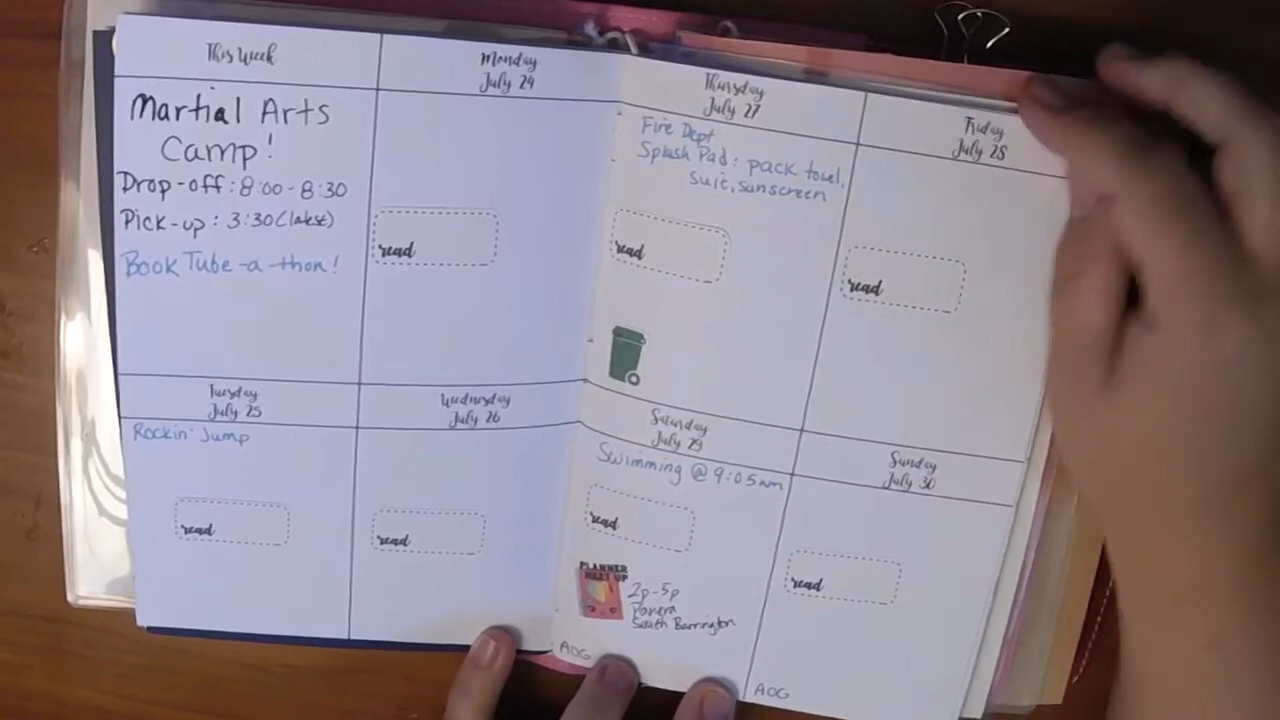 This Week
Martial Arts
Camp!
Drop-off: 8:00-8:30
Pick-up: 3:30 (latest)
Book Tube-a-thon!
Monday
July 24
read
Tuesday
July 25
Rockin' Jump
read
Wednesday
July 26
read
Thursday
July 27
Fire Dept
Splash Pad: pack towel,
suit, sunscreen
read
Friday
July 28
read
Saturday
July 29
Swimming @ 9:05am
read
PLANNER
MEET UP
2p-5p
Panera
South Barrington
AOG
Sunday
July 30
read
AOG